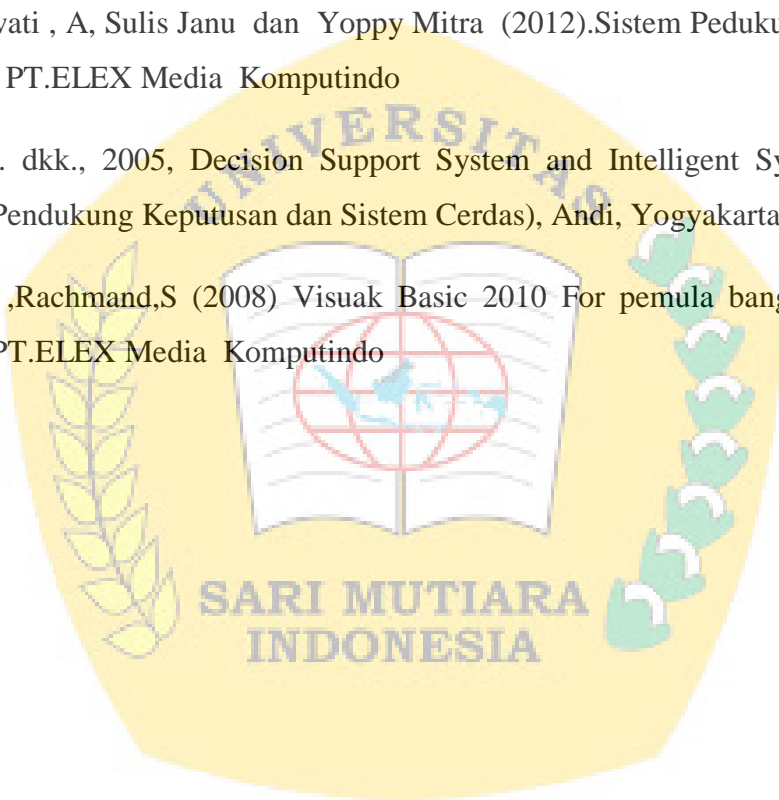 vati , A, Sulis Janu dan Yoppy Mitra (2012).Sistem Peduku
PT.ELEX Media Komputindo
. dkk., 2005, Decision Support System and Intelligent Sy
Pendukung Keputusan dan Sistem Cerdas), Andi, Yogyakarta
,Rachmand,S (2008) Visuak Basic 2010 For pemula bang
PT.ELEX Media Komputindo
UNIVERSITAS
SARI MUTIARA
INDONESIA